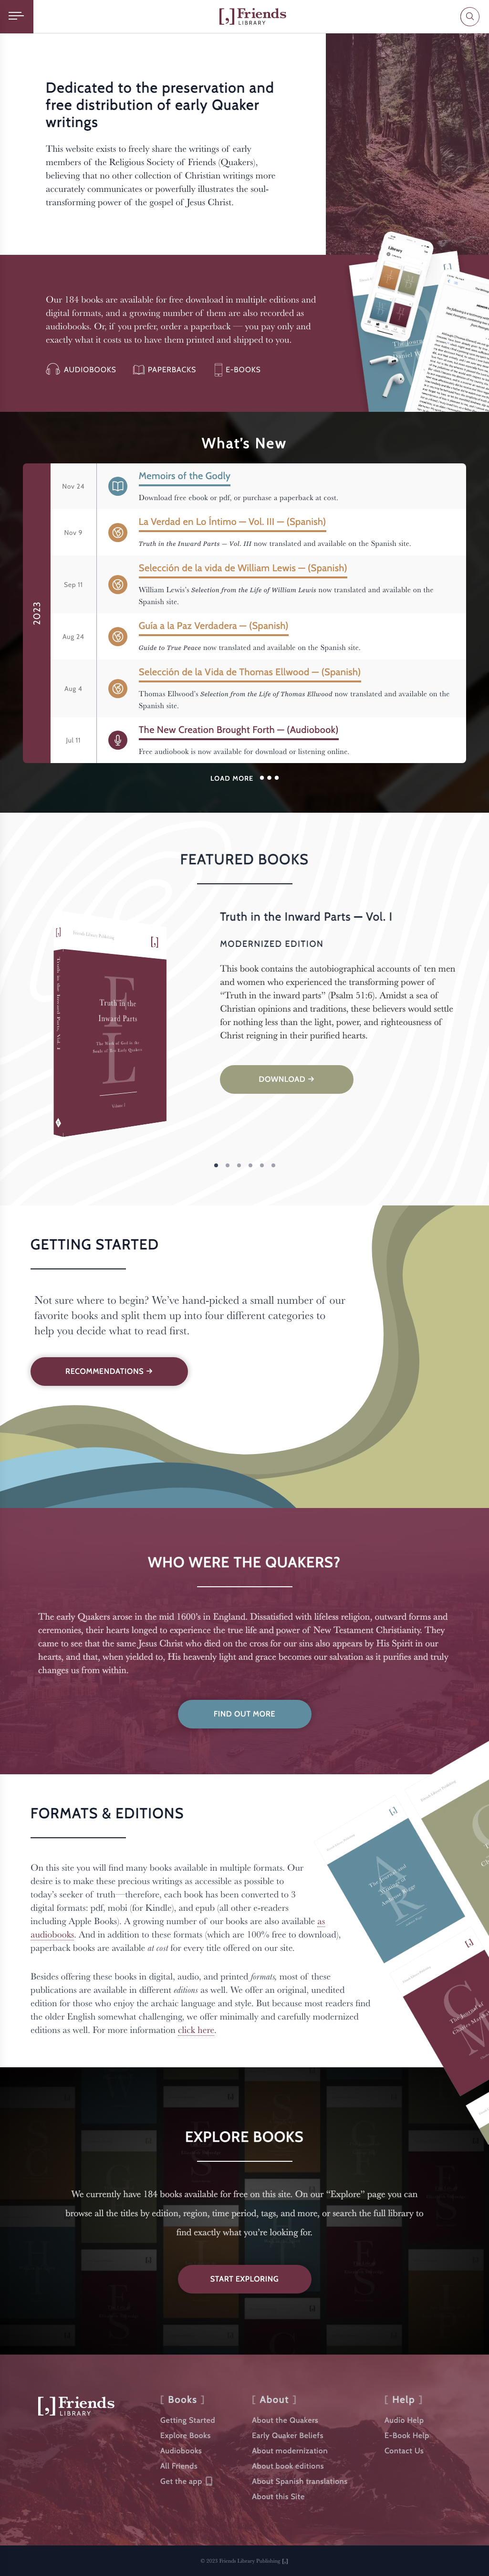 [,] Friends
LIBRARY
Dedicated to the preservation and
free distribution of early Quaker
writings
This website exists to freely share the writings of early
members of the Religious Society of Friends (Quakers),
believing that no other collection of Christian writings more
accurately communicates or powerfully illustrates the soul-
transforming power of the gospel of Jesus Christ.
Our 184 books are available for free download in multiple editions and
digital formats, and a growing number of them are also recorded as
audiobooks. Or, if you prefer, order a paperback — you pay only and
exactly what it costs us to have them printed and shipped to you.
AUDIOBOOKS PAPERBACKS E-BOOKS
Library
What's New
2023
Nov 24
Memoirs of the Godly
Download free ebook or pdf, or purchase a paperback at cost.
Nov 9
La Verdad en Lo Íntimo — Vol. III — (Spanish)
Truth in the Inward Parts — Vol. III now translated and available on the Spanish site.
Sep 11
Selección de la vida de William Lewis — (Spanish)
William Lewis's Selection from the Life of William Lewis now translated and available on the
Spanish site.
Aug 24
Guía a la Paz Verdadera — (Spanish)
Guide to True Peace now translated and available on the Spanish site.
Aug 4
Selección de la Vida de Thomas Ellwood — (Spanish)
Thomas Ellwood's Selection from the Life of Thomas Ellwood now translated and available on the
Spanish site.
Jul 11
The New Creation Brought Forth — (Audiobook)
Free audiobook is now available for download or listening online.
LOAD MORE
FEATURED BOOKS
Friends Library Publishing
[,]
[,]
Truth in the Inward Parts, Vol. I
F
L
Truth in the
Inward Parts
The Work of God in the
Souls of Ten Early Quakers
Volume 1
Truth in the Inward Parts — Vol. I
MODERNIZED EDITION
This book contains the autobiographical accounts of ten men
and women who experienced the transforming power of
“Truth in the inward parts” (Psalm 51:6). Amidst a sea of
Christian opinions and traditions, these believers would settle
for nothing less than the light, power, and righteousness of
Christ reigning in their purified hearts.
DOWNLOAD →
GETTING STARTED
Not sure where to begin? We’ve hand-picked a small number of our
favorite books and split them up into four different categories to
help you decide what to read first.
RECOMMENDATIONS →
WHO WERE THE QUAKERS?
The early Quakers arose in the mid 1600’s in England. Dissatisfied with lifeless religion, outward forms and
ceremonies, their hearts longed to experience the true life and power of New Testament Christianity. They
came to see that the same Jesus Christ who died on the cross for our sins also appears by His Spirit in our
hearts, and that, when yielded to, His heavenly light and grace becomes our salvation as it purifies and truly
changes us from within.
FIND OUT MORE
FORMATS & EDITIONS
On this site you will find many books available in multiple formats. Our
desire is to make these precious writings as accessible as possible to
today’s seeker of truth—therefore, each book has been converted to 3
digital formats: pdf, mobi (for Kindle), and epub (all other e-readers
including Apple Books). A growing number of our books are also available as
audiobooks. And in addition to these formats (which are 100% free to download),
paperback books are available at cost for every title offered on our site.
Besides offering these books in digital, audio, and printed formats, most of these
publications are available in different editions as well. We offer an original, unedited
edition for those who enjoy the archaic language and style. But because most readers find
the older English somewhat challenging, we offer minimally and carefully modernized
editions as well. For more information click here.
EXPLORE BOOKS
We currently have 184 books available for free on this site. On our “Explore” page you can
browse all the titles by edition, region, time period, tags, and more, or search the full library to
find exactly what you’re looking for.
START EXPLORING
[,] Friends
LIBRARY
[ Books ]
Getting Started
Explore Books
Audiobooks
All Friends
Get the app
[ About ]
About the Quakers
Early Quaker Beliefs
About modernization
About book editions
About Spanish translations
About this Site
[ Help ]
Audio Help
E-Book Help
Contact Us
© 2023 Friends Library Publishing [,]